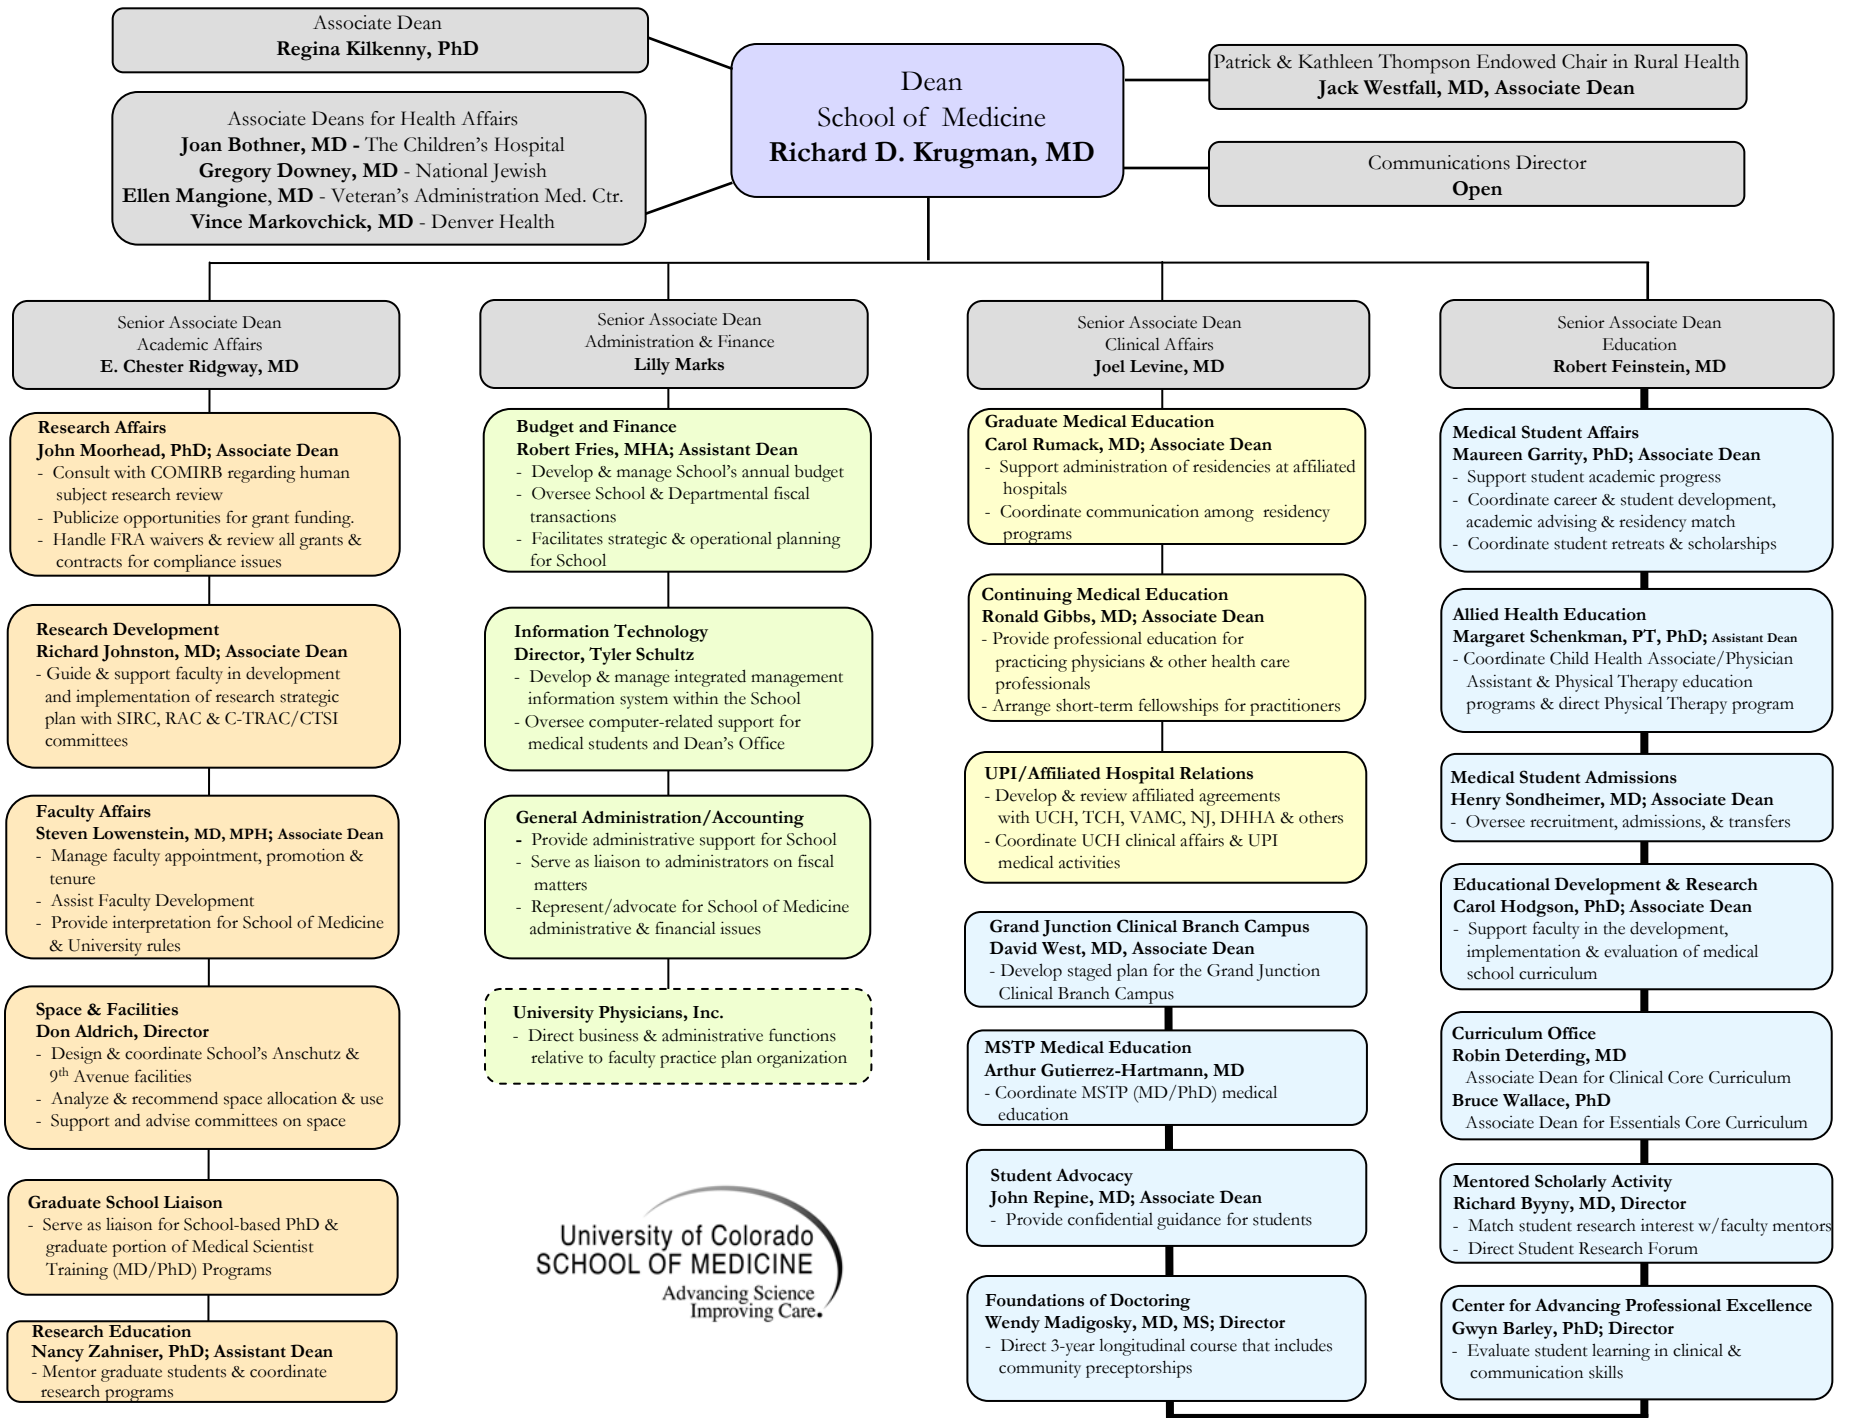 Associate Dean
Regina Kilkenny, PhD
Associate Deans for Health Affairs
Joan Bothner, MD - The Children's Hospital
Gregory Downey, MD - National Jewish
Ellen Mangione, MD - Veteran's Administration Med. Ctr.
Vince Markovchick, MD - Denver Health
Dean
School of Medicine
Richard D. Krugman, MD
Patrick & Kathleen Thompson Endowed Chair in Rural Health
Jack Westfall, MD, Associate Dean
Communications Director
Open
Senior Associate Dean
Academic Affairs
E. Chester Ridgway, MD
Research Affairs
John Moorhead, PhD; Associate Dean
- Consult with COMIRB regarding human
subject research review
- Publicize opportunities for grant funding.
- Handle FRA waivers & review all grants &
contracts for compliance issues
Research Development
Richard Johnston, MD; Associate Dean
- Guide & support faculty in development
and implementation of research strategic
plan with SIRC, RAC & C-TRAC/CTSI
committees
Faculty Affairs
Steven Lowenstein, MD, MPH; Associate Dean
- Manage faculty appointment, promotion &
tenure
- Assist Faculty Development
- Provide interpretation for School of Medicine
& University rules
Space & Facilities
Don Aldrich, Director
- Design & coordinate School's Anschutz &
9th Avenue facilities
- Analyze & recommend space allocation & use
- Support and advise committees on space
Graduate School Liaison
- Serve as liaison for School-based PhD &
graduate portion of Medical Scientist
Training (MD/PhD) Programs
Research Education
Nancy Zahniser, PhD; Assistant Dean
- Mentor graduate students & coordinate
research programs
Senior Associate Dean
Administration & Finance
Lilly Marks
Budget and Finance
Robert Fries, MHA; Assistant Dean
- Develop & manage School's annual budget
- Oversee School & Departmental fiscal
transactions
- Facilitates strategic & operational planning
for School
Information Technology
Director, Tyler Schultz
- Develop & manage integrated management
information system within the School
- Oversee computer-related support for
medical students and Dean's Office
General Administration/Accounting
- Provide administrative support for School
- Serve as liaison to administrators on fiscal
matters
- Represent/advocate for School of Medicine
administrative & financial issues
University Physicians, Inc.
- Direct business & administrative functions
relative to faculty practice plan organization
University of Colorado
SCHOOL OF MEDICINE
Advancing Science
Improving Care.
Senior Associate Dean
Clinical Affairs
Joel Levine, MD
Graduate Medical Education
Carol Rumack, MD; Associate Dean
- Support administration of residencies at affiliated
hospitals
- Coordinate communication among residency
programs
Continuing Medical Education
Ronald Gibbs, MD; Associate Dean
- Provide professional education for
practicing physicians & other health care
professionals
- Arrange short-term fellowships for practitioners
UPI/Affiliated Hospital Relations
- Develop & review affiliated agreements
with UCH, TCH, VAMC, NJ, DHHA & others
- Coordinate UCH clinical affairs & UPI
medical activities
Grand Junction Clinical Branch Campus
David West, MD, Associate Dean
- Develop staged plan for the Grand Junction
Clinical Branch Campus
MSTP Medical Education
Arthur Gutierrez-Hartmann, MD
- Coordinate MSTP (MD/PhD) medical
education
Student Advocacy
John Repine, MD; Associate Dean
- Provide confidential guidance for students
Foundations of Doctoring
Wendy Madigosky, MD, MS; Director
- Direct 3-year longitudinal course that includes
community preceptorships
Senior Associate Dean
Education
Robert Feinstein, MD
Medical Student Affairs
Maureen Garrity, PhD; Associate Dean
- Support student academic progress
- Coordinate career & student development,
academic advising & residency match
- Coordinate student retreats & scholarships
Allied Health Education
Margaret Schenkman, PT, PhD; Assistant Dean
- Coordinate Child Health Associate/Physician
Assistant & Physical Therapy education
programs & direct Physical Therapy program
Medical Student Admissions
Henry Sondheimer, MD; Associate Dean
- Oversee recruitment, admissions, & transfers
Educational Development & Research
Carol Hodgson, PhD; Associate Dean
- Support faculty in the development,
implementation & evaluation of medical
school curriculum
Curriculum Office
Robin Deterding, MD
Associate Dean for Clinical Core Curriculum
Bruce Wallace, PhD
Associate Dean for Essentials Core Curriculum
Mentored Scholarly Activity
Richard Byyny, MD, Director
- Match student research interest w/faculty mentors
- Direct Student Research Forum
Center for Advancing Professional Excellence
Gwyn Barley, PhD; Director
- Evaluate student learning in clinical &
communication skills